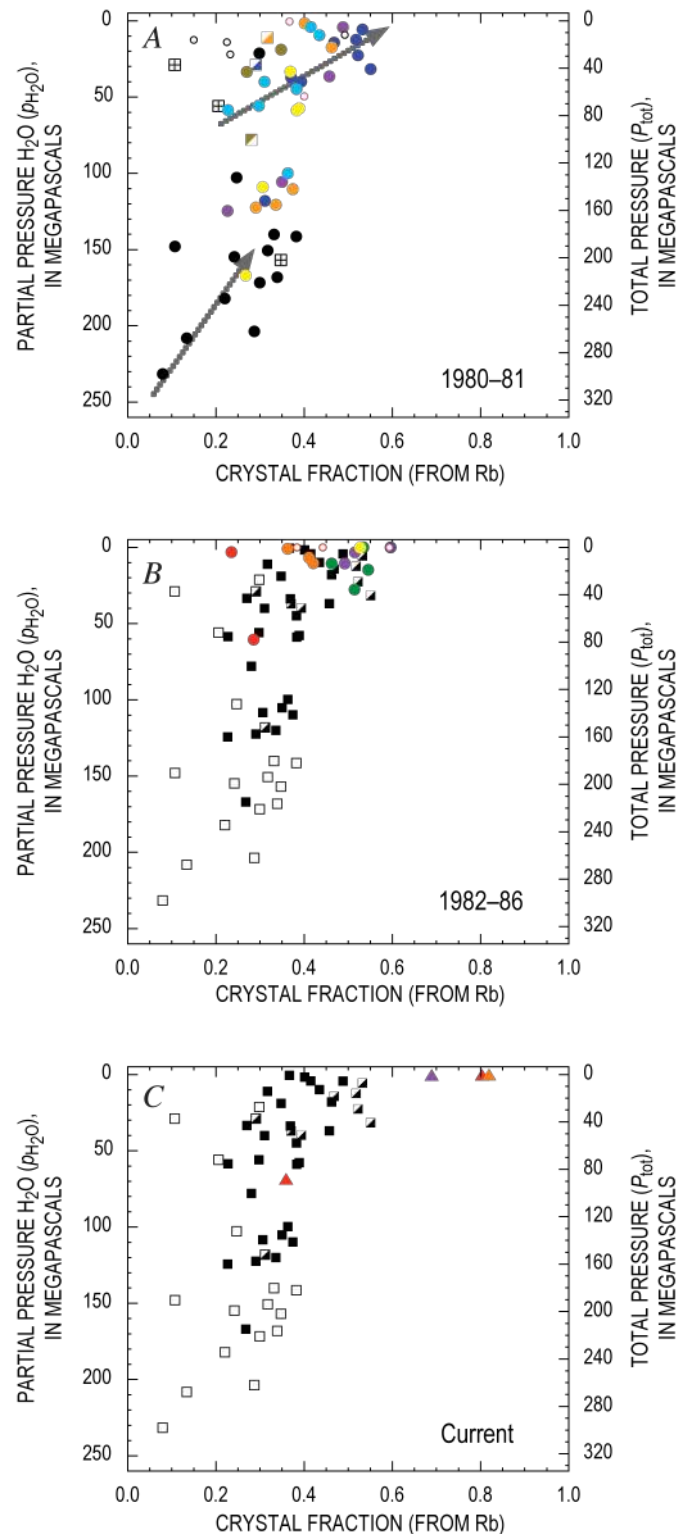 A
PARTIAL PRESSURE H₂O (pH₂O),
IN MEGAPASCALS
0
50
100
150
200
250
TOTAL PRESSURE (Ptot),
IN MEGAPASCALS
0
40
80
120
160
200
240
280
320
1980–81
0.0 0.2 0.4 0.6 0.8 1.0
CRYSTAL FRACTION (FROM Rb)
B
PARTIAL PRESSURE H₂O (pH₂O),
IN MEGAPASCALS
0
50
100
150
200
250
TOTAL PRESSURE (Ptot),
IN MEGAPASCALS
0
40
80
120
160
200
240
280
320
1982–86
0.0 0.2 0.4 0.6 0.8 1.0
CRYSTAL FRACTION (FROM Rb)
C
PARTIAL PRESSURE H₂O (pH₂O),
IN MEGAPASCALS
0
50
100
150
200
250
TOTAL PRESSURE (Ptot),
IN MEGAPASCALS
0
40
80
120
160
200
240
280
320
Current
0.0 0.2 0.4 0.6 0.8 1.0
CRYSTAL FRACTION (FROM Rb)